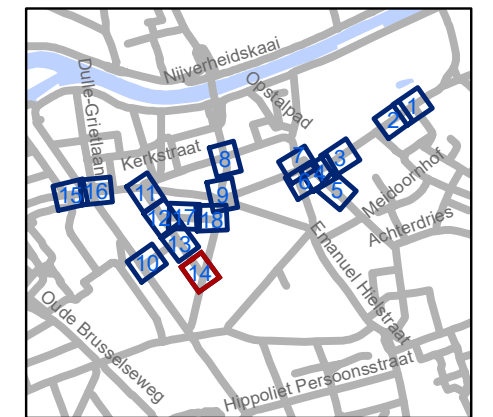 Nijverheidskaai
Dulle-Grietlaan
Opstalpad
1
2
Kerkstraat
8
7
3
4
6
5
Meidoornhof
15
16
11
9
12
17
18
Achterdries
13
10
14
Emanuel Hielstraat
Oude Brusselseweg
Hippoliet Persoonsstraat